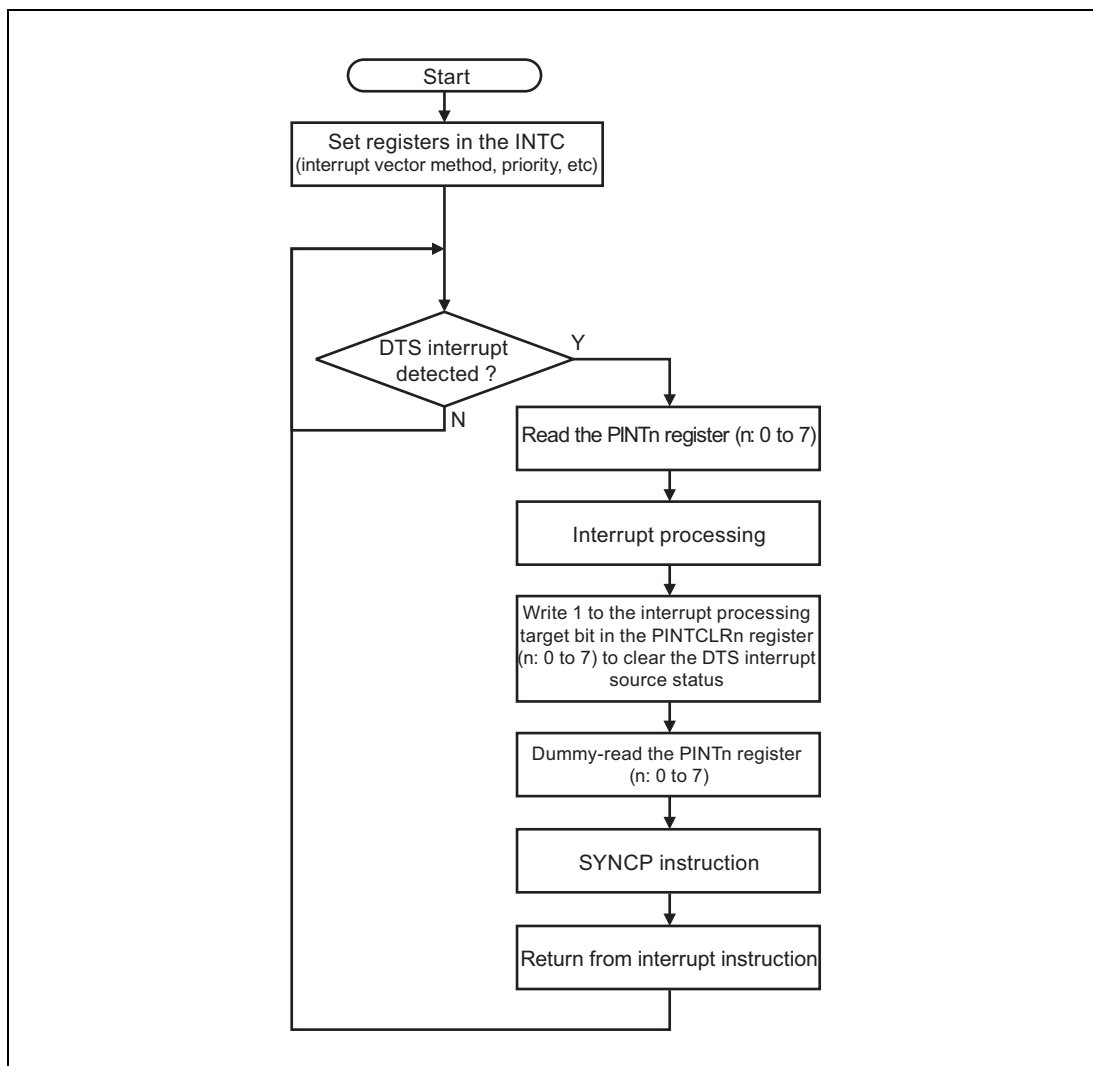 Start
Set registers in the INTC
(interrupt vector method, priority, etc)
DTS interrupt
detected ?
Y
N
Read the PINTn register (n: 0 to 7)
Interrupt processing
Write 1 to the interrupt processing
target bit in the PINTCLRn register
(n: 0 to 7) to clear the DTS interrupt
source status
Dummy-read the PINTn register
(n: 0 to 7)
SYNCP instruction
Return from interrupt instruction